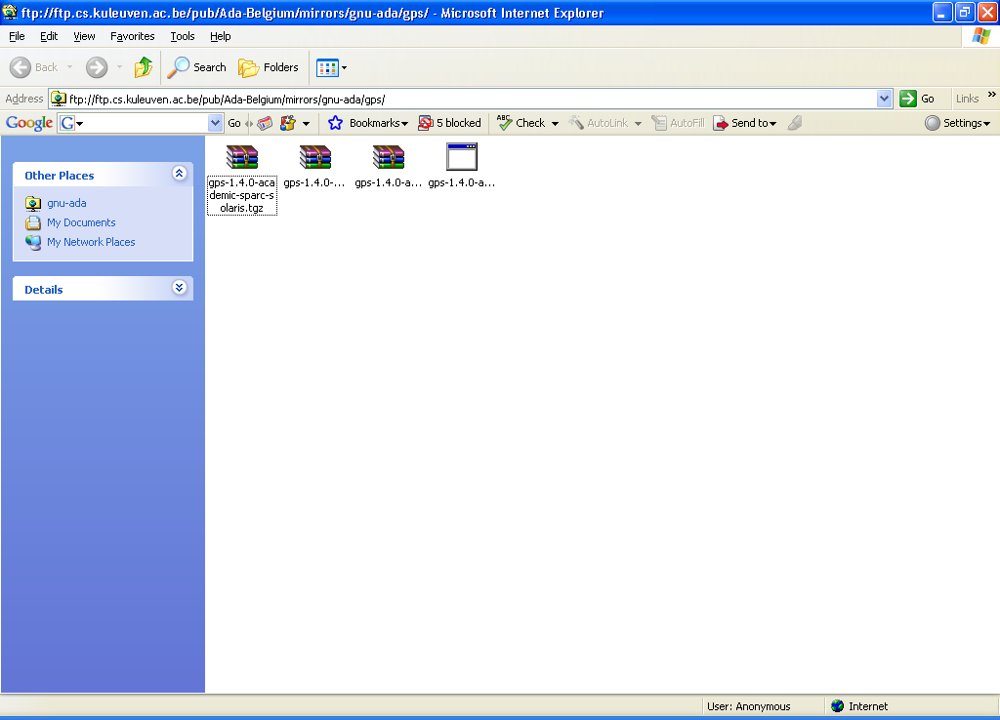 ftp://ftp.cs.kuleuven.ac.be/pub/Ada-Belgium/mirrors/gnu-ada/gps/ - Microsoft Internet Explorer
File Edit View Favorites Tools Help
Back Search Folders
Address ftp://ftp.cs.kuleuven.ac.be/pub/Ada-Belgium/mirrors/gnu-ada/gps/ Go Links »
Google G Go Bookmarks 5 blocked ABC Check AutoLink AutoFill Send to Settings
Other Places
gnu-ada
My Documents
My Network Places
Details
gps-1.4.0-aca
demic-sparc-s
olaris.tgz
gps-1.4.0-...
gps-1.4.0-a...
gps-1.4.0-a...
User: Anonymous Internet